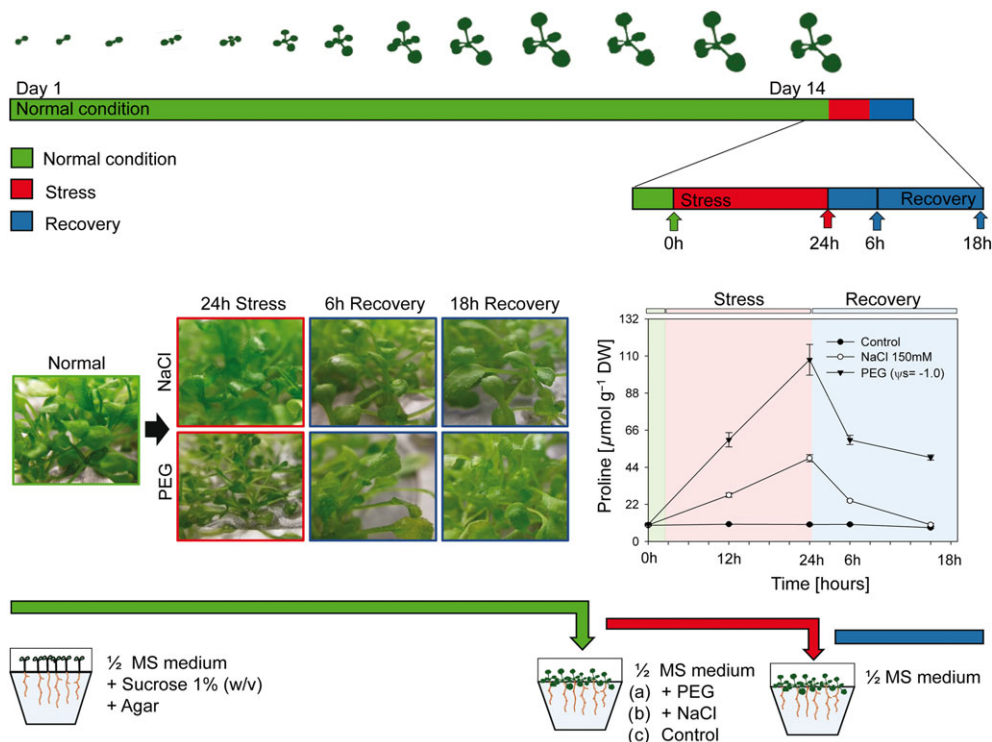 Day 1
Day 14
Normal condition
Normal condition
Stress
Recovery
Stress
Recovery
0h
24h
6h
18h
24h Stress
6h Recovery
18h Recovery
Normal
NaCl
PEG
Stress
Recovery
Control
NaCl 150mM
PEG (ψs= -1.0)
Proline [µmol g⁻¹ DW]
132
110
88
66
44
22
0
0h
12h
24h
6h
18h
Time [hours]
½ MS medium
+ Sucrose 1% (w/v)
+ Agar
½ MS medium
(a) + PEG
(b) + NaCl
(c) Control
½ MS medium